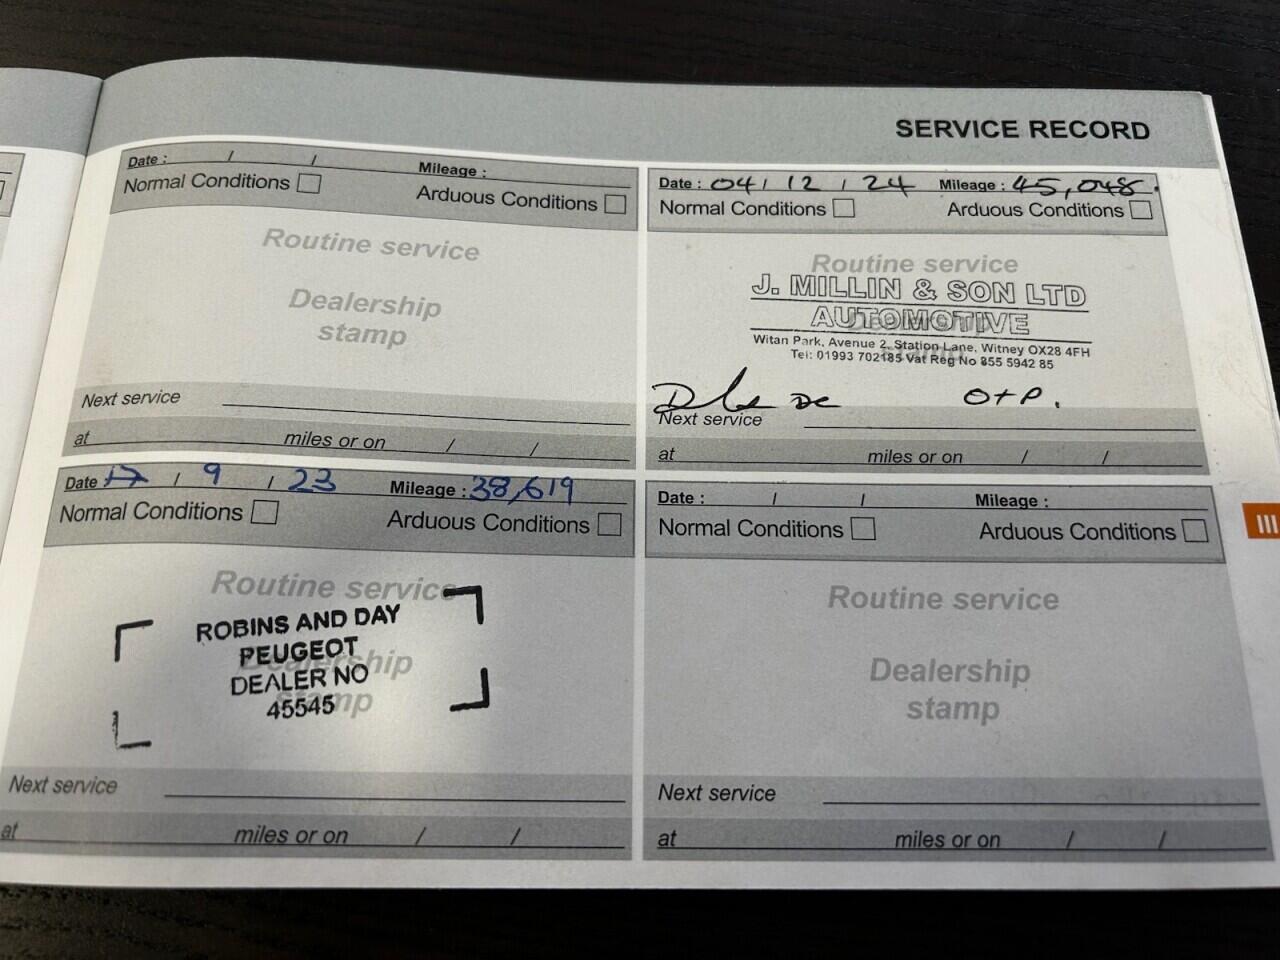 SERVICE RECORD
Date : / / Mileage :
Normal Conditions Arduous Conditions
Routine service
Dealership
stamp
Next service
at miles or on / /
Date : 04 / 12 / 24 Mileage : 45,048.
Normal Conditions Arduous Conditions
Routine service
J. MILLIN & SON LTD
AUTOMOTIVE
Witan Park, Avenue 2, Station Lane, Witney OX28 4FH
Tel: 01993 702185 Vat Reg No 855 5942 85
O+P.
Next service
at miles or on / /
Date : 17 / 9 / 23 Mileage : 38,619
Normal Conditions Arduous Conditions
Routine service
ROBINS AND DAY
PEUGEOT
Dealership
DEALER NO
stamp
45545
Next service
at miles or on / /
Date : / / Mileage :
Normal Conditions Arduous Conditions
Routine service
Dealership
stamp
Next service
at miles or on / /
III